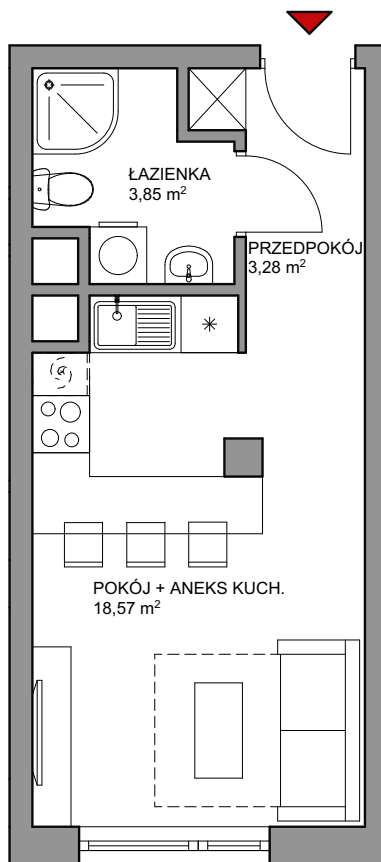 ŁAZIENKA
3,85 m²
PRZEDPOKÓJ
3,28 m²
POKÓJ + ANEKS KUCH.
18,57 m²